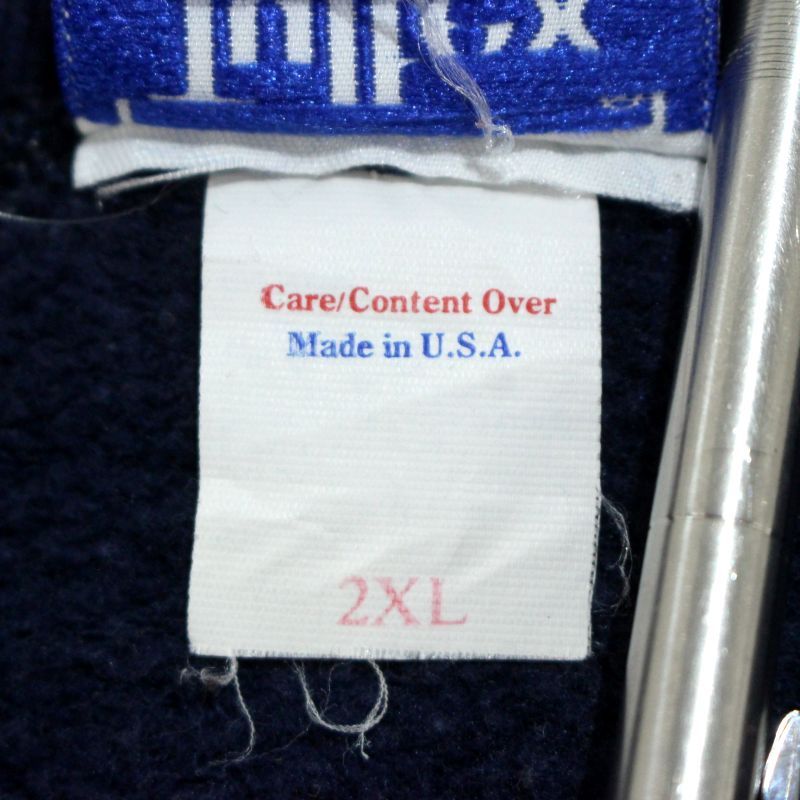 Care/Content Over
Made in U.S.A.
2XL